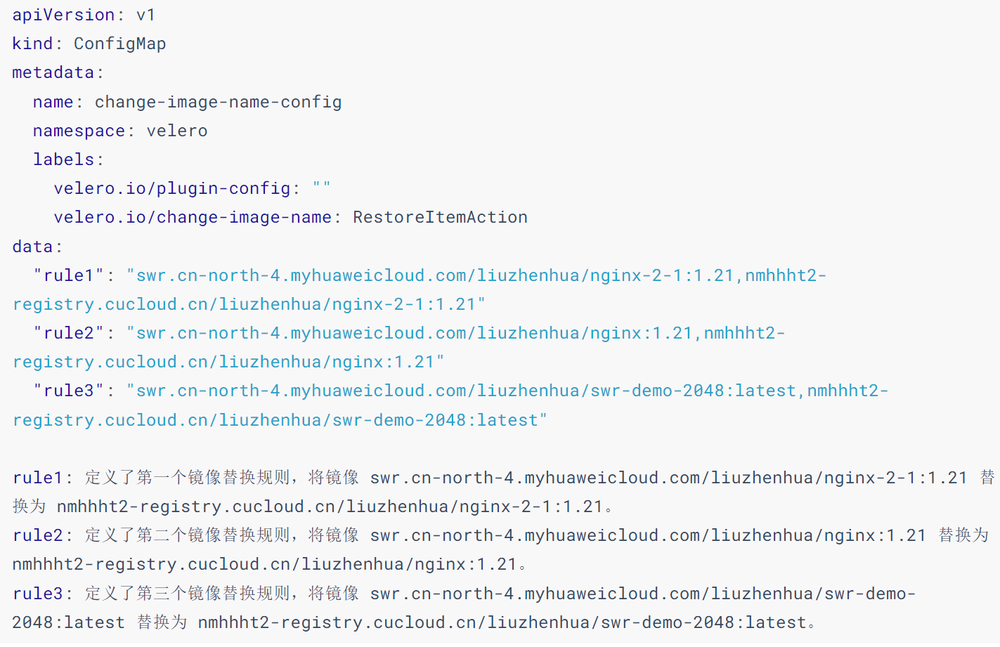 apiVersion: v1
kind: ConfigMap
metadata:
  name: change-image-name-config
  namespace: velero
  labels:
    velero.io/plugin-config: ""
    velero.io/change-image-name: RestoreItemAction
data:
  "rule1": "swr.cn-north-4.myhuaweicloud.com/liuzhenhua/nginx-2-1:1.21,nmhhht2-
registry.cucloud.cn/liuzhenhua/nginx-2-1:1.21"
  "rule2": "swr.cn-north-4.myhuaweicloud.com/liuzhenhua/nginx:1.21,nmhhht2-
registry.cucloud.cn/liuzhenhua/nginx:1.21"
  "rule3": "swr.cn-north-4.myhuaweicloud.com/liuzhenhua/swr-demo-2048:latest,nmhhht2-
registry.cucloud.cn/liuzhenhua/swr-demo-2048:latest"

rule1: 定义了第一个镜像替换规则，将镜像 swr.cn-north-4.myhuaweicloud.com/liuzhenhua/nginx-2-1:1.21 替
换为 nmhhht2-registry.cucloud.cn/liuzhenhua/nginx-2-1:1.21。
rule2: 定义了第二个镜像替换规则，将镜像 swr.cn-north-4.myhuaweicloud.com/liuzhenhua/nginx:1.21 替换为
nmhhht2-registry.cucloud.cn/liuzhenhua/nginx:1.21。
rule3: 定义了第三个镜像替换规则，将镜像 swr.cn-north-4.myhuaweicloud.com/liuzhenhua/swr-demo-
2048:latest 替换为 nmhhht2-registry.cucloud.cn/liuzhenhua/swr-demo-2048:latest。